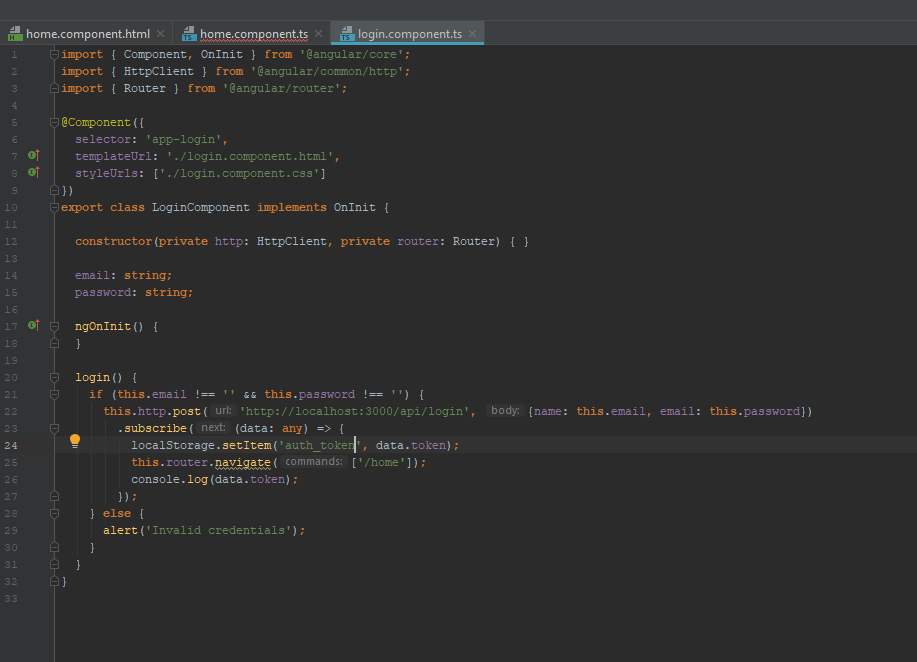 home.component.html home.component.ts login.component.ts
1 import { Component, OnInit } from '@angular/core';
2 import { HttpClient } from '@angular/common/http';
3 import { Router } from '@angular/router';
4
5 @Component({
6 selector: 'app-login',
7 templateUrl: './login.component.html',
8 styleUrls: ['./login.component.css']
9 })
10 export class LoginComponent implements OnInit {
11
12 constructor(private http: HttpClient, private router: Router) { }
13
14 email: string;
15 password: string;
16
17 ngOnInit() {
18 }
19
20 login() {
21 if (this.email !== '' && this.password !== '') {
22 this.http.post( url: 'http://localhost:3000/api/login', body: {name: this.email, email: this.password})
23 .subscribe( next: (data: any) => {
24 localStorage.setItem('auth_token', data.token);
25 this.router.navigate( commands: ['/home']);
26 console.log(data.token);
27 });
28 } else {
29 alert('Invalid credentials');
30 }
31 }
32 }
33